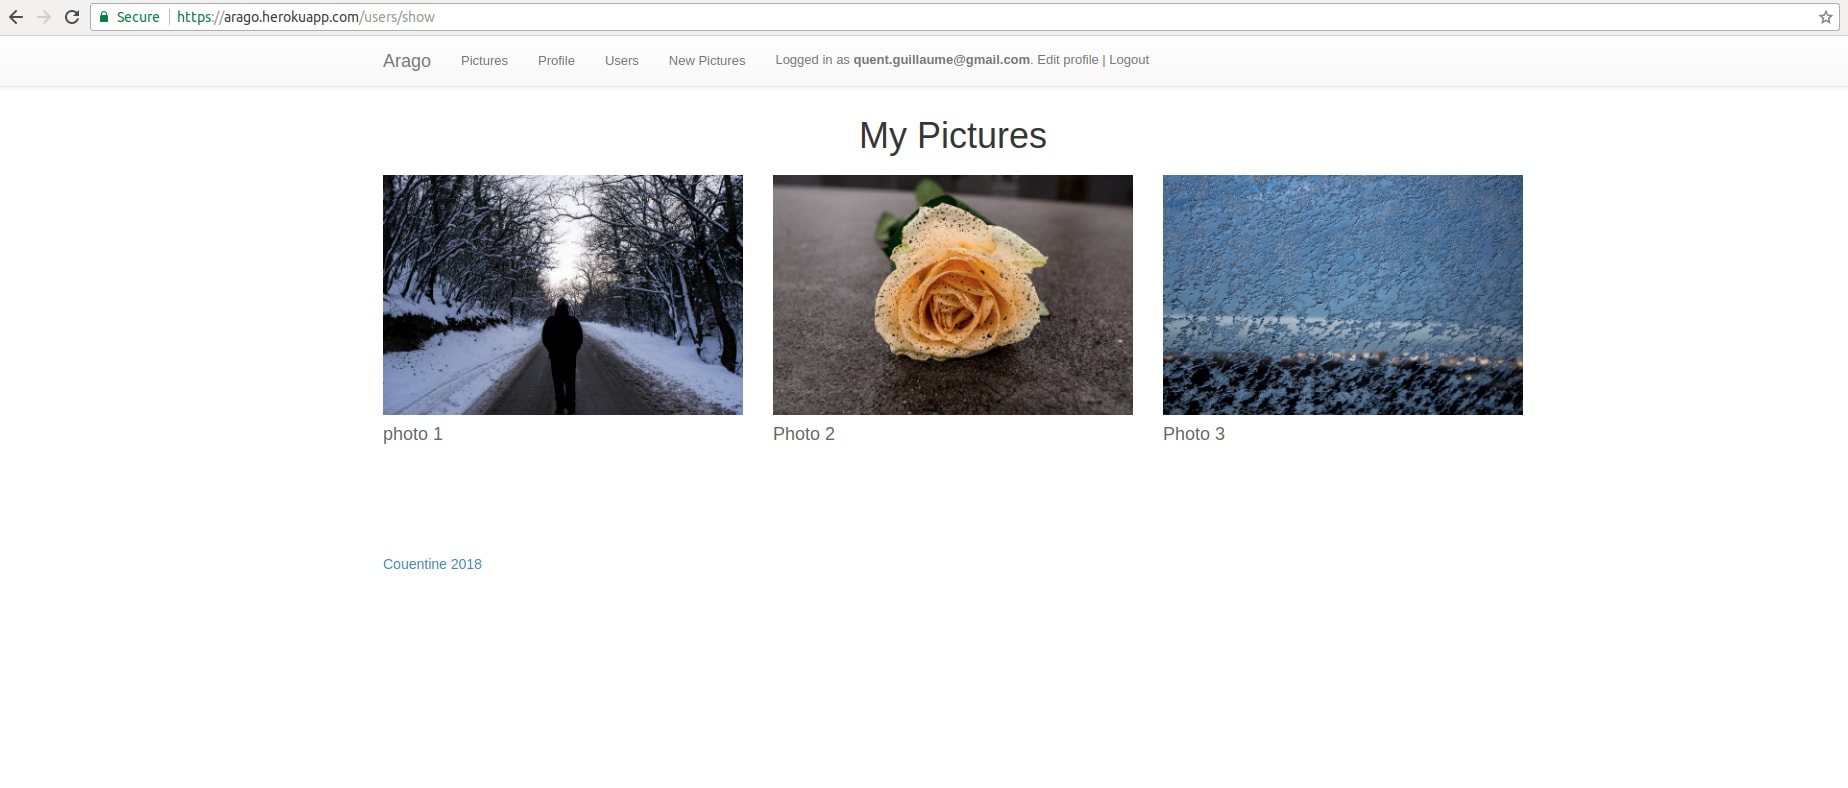 Secure https://arago.herokuapp.com/users/show
Arago Pictures Profile Users New Pictures Logged in as quent.guillaume@gmail.com. Edit profile | Logout
My Pictures
photo 1 Photo 2 Photo 3
Couentine 2018